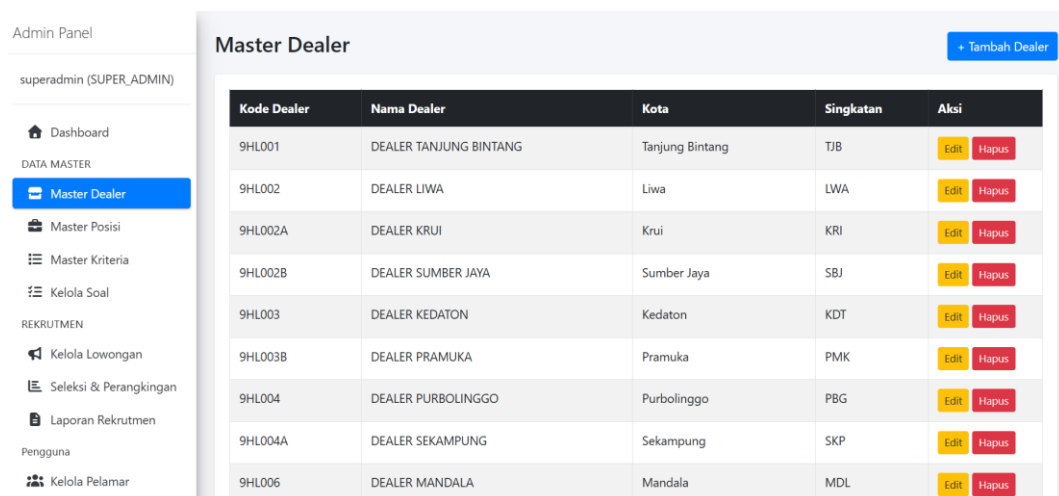 Admin Panel
superadmin (SUPER_ADMIN)
Dashboard
DATA MASTER
Master Dealer
Master Posisi
Master Kriteria
Kelola Soal
REKRUTMEN
Kelola Lowongan
Seleksi & Perangkingan
Laporan Rekrutmen
Pengguna
Kelola Pelamar
Master Dealer
+ Tambah Dealer
Kode Dealer Nama Dealer Kota Singkatan Aksi
9HL001 DEALER TANJUNG BINTANG Tanjung Bintang TJB Edit Hapus
9HL002 DEALER LIWA Liwa LWA Edit Hapus
9HL002A DEALER KRUI Krui KRI Edit Hapus
9HL002B DEALER SUMBER JAYA Sumber Jaya SBJ Edit Hapus
9HL003 DEALER KEDATON Kedaton KDT Edit Hapus
9HL003B DEALER PRAMUKA Pramuka PMK Edit Hapus
9HL004 DEALER PURBOLINGGO Purbolinggo PBG Edit Hapus
9HL004A DEALER SEKAMPUNG Sekampung SKP Edit Hapus
9HL006 DEALER MANDALA Mandala MDL Edit Hapus